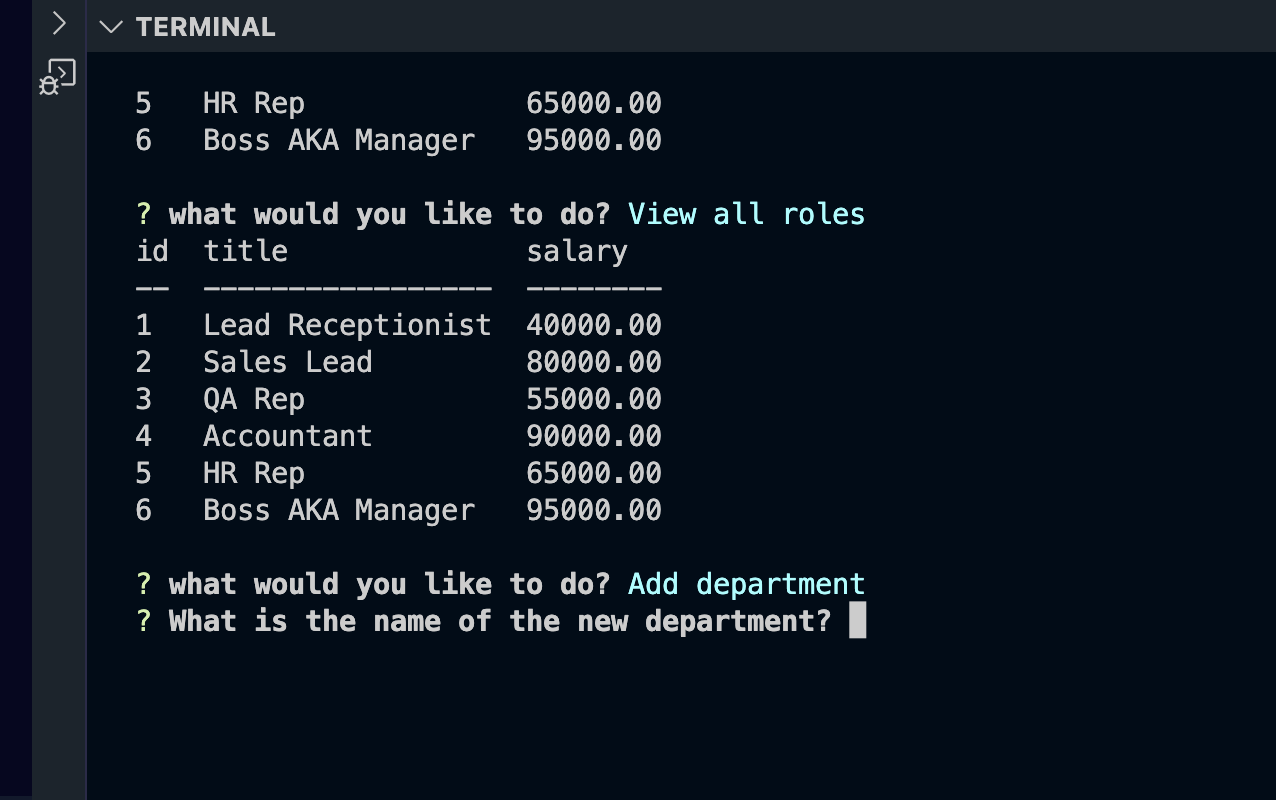 TERMINAL
5   HR Rep             65000.00
6   Boss AKA Manager   95000.00
? what would you like to do? View all roles
id  title              salary
--  -----------------  --------
1   Lead Receptionist  40000.00
2   Sales Lead         80000.00
3   QA Rep             55000.00
4   Accountant         90000.00
5   HR Rep             65000.00
6   Boss AKA Manager   95000.00
? what would you like to do? Add department
? What is the name of the new department?